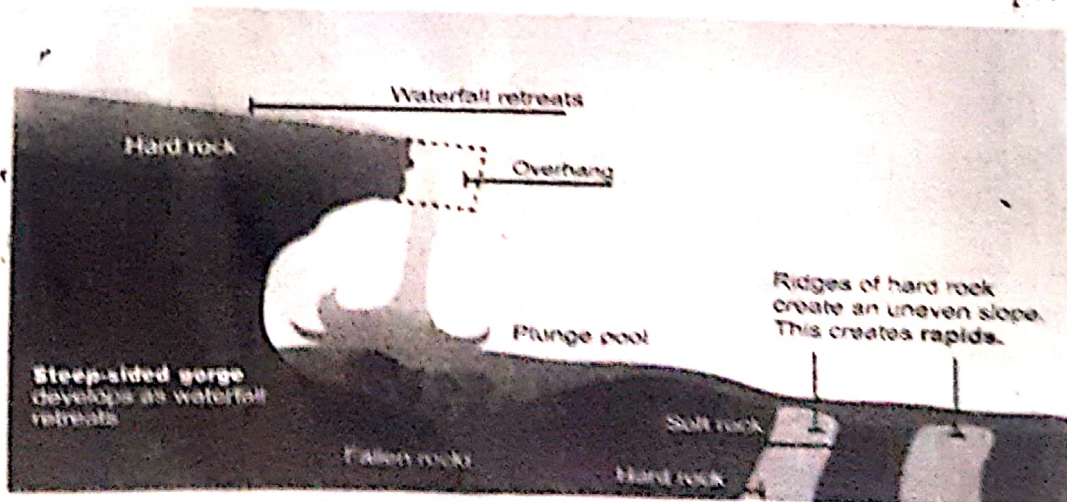 Waterfall retreats
Hard rock
Overhang
Ridges of hard rock
create an uneven slope.
This creates rapids.
Plunge pool
Steep-sided gorge
develops as waterfall
retreats
Soft rock
Fallen rocks
Hard rock